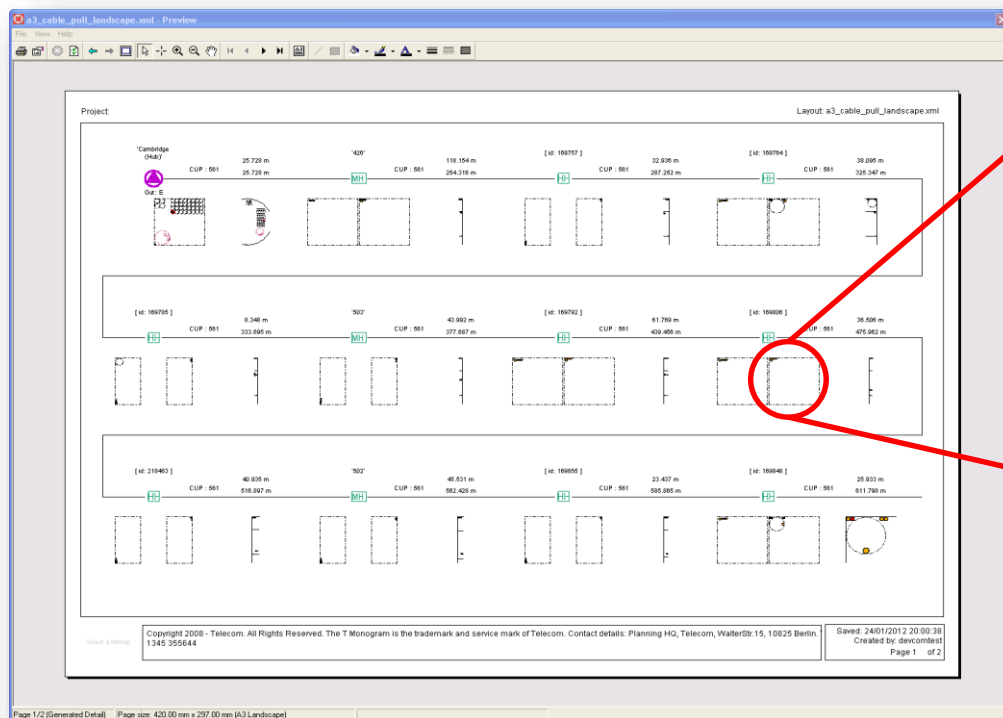 a3_cable_pull_landscape.xml - Preview
File View Help
Project:
Layout: a3_cable_pull_landscape.xml
'Cambridge
(Hub)'
CUP : 561
25.728 m
25.728 m
Out: E
'426'
MH
CUP : 561
118.154 m
254.316 m
[ id: 169757 ]
HH
CUP : 561
32.936 m
287.252 m
[ id: 169764 ]
HH
CUP : 561
38.095 m
325.347 m
[ id: 169785 ]
HH
CUP : 561
8.348 m
333.695 m
'503'
MH
CUP : 561
43.992 m
377.687 m
[ id: 169792 ]
HH
CUP : 561
61.769 m
439.466 m
[ id: 169806 ]
HH
CUP : 561
36.506 m
475.962 m
[ id: 218463 ]
HH
CUP : 561
40.935 m
516.897 m
'502'
MH
CUP : 561
45.531 m
562.428 m
[ id: 169855 ]
HH
CUP : 561
23.437 m
585.865 m
[ id: 169848 ]
HH
CUP : 561
25.933 m
611.798 m
Select a bitmap
Copyright 2008 - Telecom. All Rights Reserved. The T Monogram is the trademark and service mark of Telecom. Contact details: Planning HQ, Telecom, WalterStr.15, 10825 Berlin.
1345 355644
Saved: 24/01/2012 20:00:38
Created by: devcomtest
Page 1 of 2
Page 1/2 (Generated Detail) Page size: 420.00 mm x 297.00 mm (A3 Landscape)